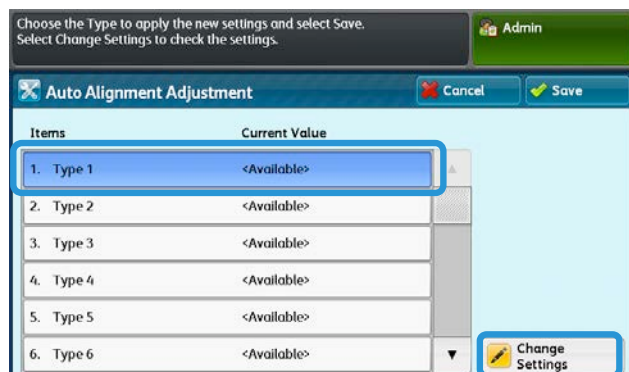 Choose the Type to apply the new settings and select Save.
Select Change Settings to check the settings.
Admin
Auto Alignment Adjustment
Cancel
Save
Items Current Value
1. Type 1 <Available>
2. Type 2 <Available>
3. Type 3 <Available>
4. Type 4 <Available>
5. Type 5 <Available>
6. Type 6 <Available>
Change
Settings